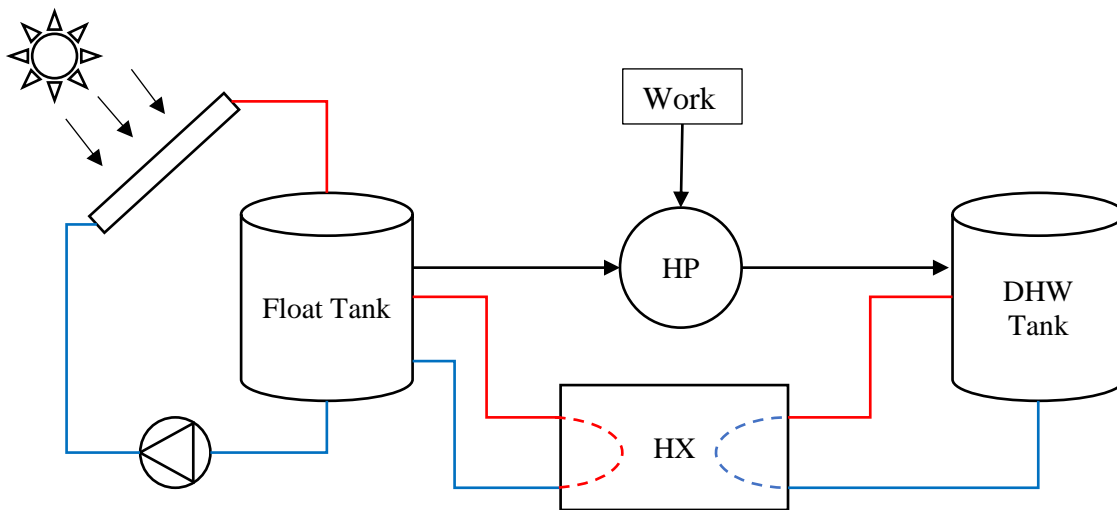 Work
HP
Float Tank
DHW
Tank
HX